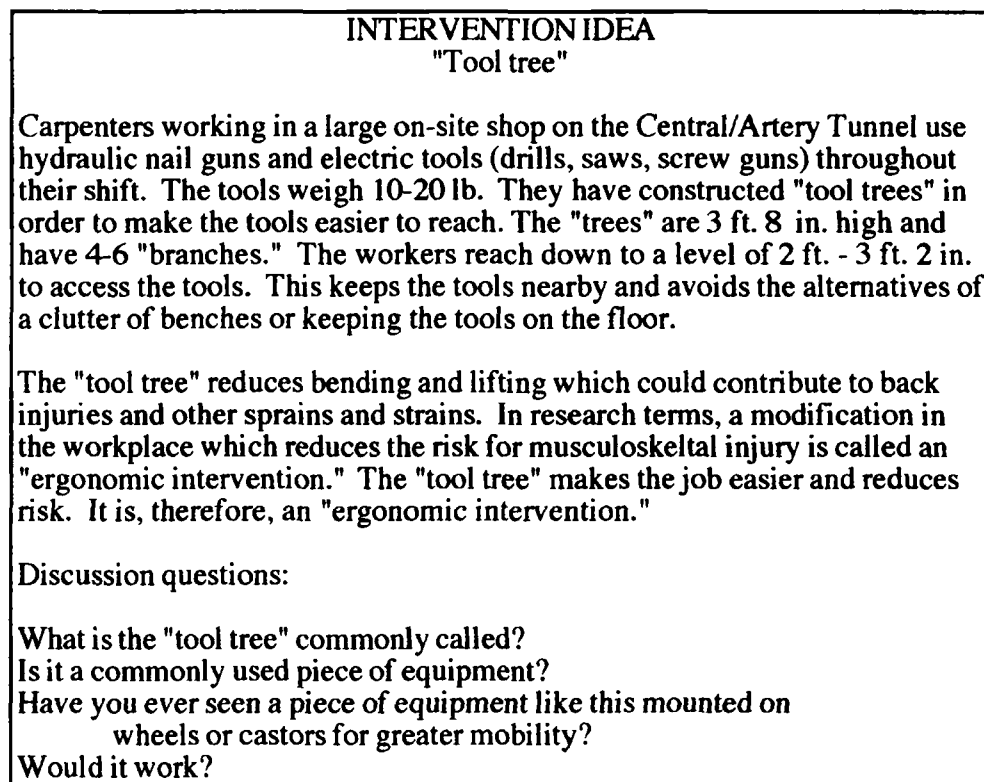 INTERVENTION IDEA
"Tool tree"
Carpenters working in a large on-site shop on the Central/Artery Tunnel use
hydraulic nail guns and electric tools (drills, saws, screw guns) throughout
their shift. The tools weigh 10-20 lb. They have constructed "tool trees" in
order to make the tools easier to reach. The "trees" are 3 ft. 8 in. high and
have 4-6 "branches." The workers reach down to a level of 2 ft. - 3 ft. 2 in.
to access the tools. This keeps the tools nearby and avoids the alternatives of
a clutter of benches or keeping the tools on the floor.
The "tool tree" reduces bending and lifting which could contribute to back
injuries and other sprains and strains. In research terms, a modification in
the workplace which reduces the risk for musculoskeltal injury is called an
"ergonomic intervention." The "tool tree" makes the job easier and reduces
risk. It is, therefore, an "ergonomic intervention."
Discussion questions:
What is the "tool tree" commonly called?
Is it a commonly used piece of equipment?
Have you ever seen a piece of equipment like this mounted on
wheels or castors for greater mobility?
Would it work?